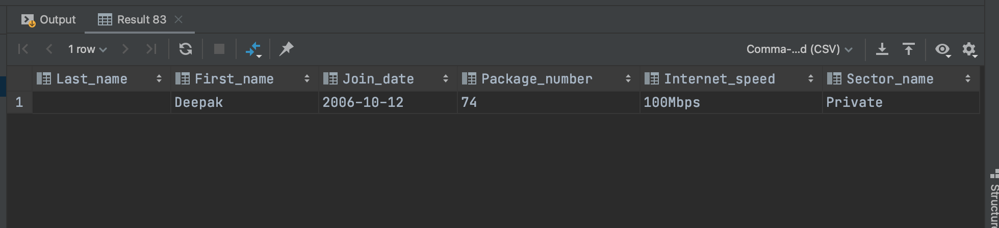 Output Result 83
1 row Comma-...d (CSV)
Last_name First_name Join_date Package_number Internet_speed Sector_name
1 Deepak 2006-10-12 74 100Mbps Private